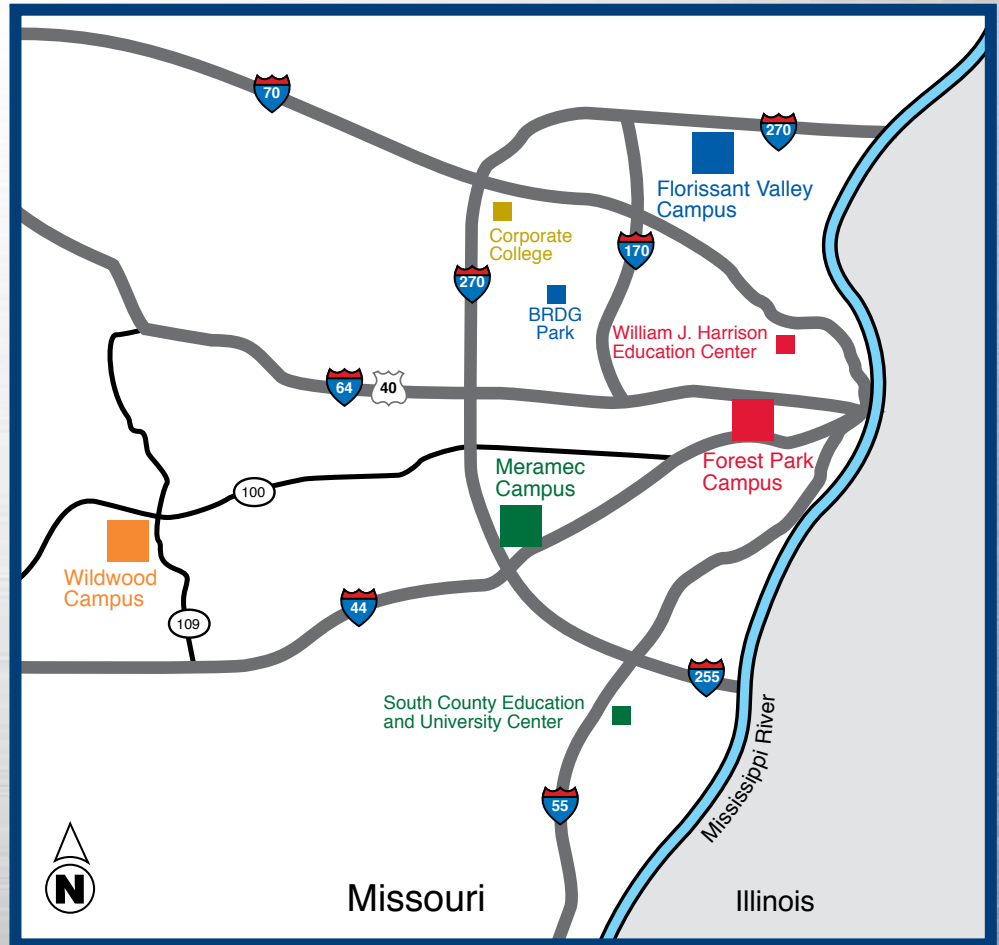 70
270
Florissant Valley
Campus
Corporate
College
170
270
BRDG
Park
William J. Harrison
Education Center
64
40
Forest Park
Campus
Meramec
Campus
100
Wildwood
Campus
44
109
255
South County Education
and University Center
Mississippi River
55
N
Missouri
Illinois